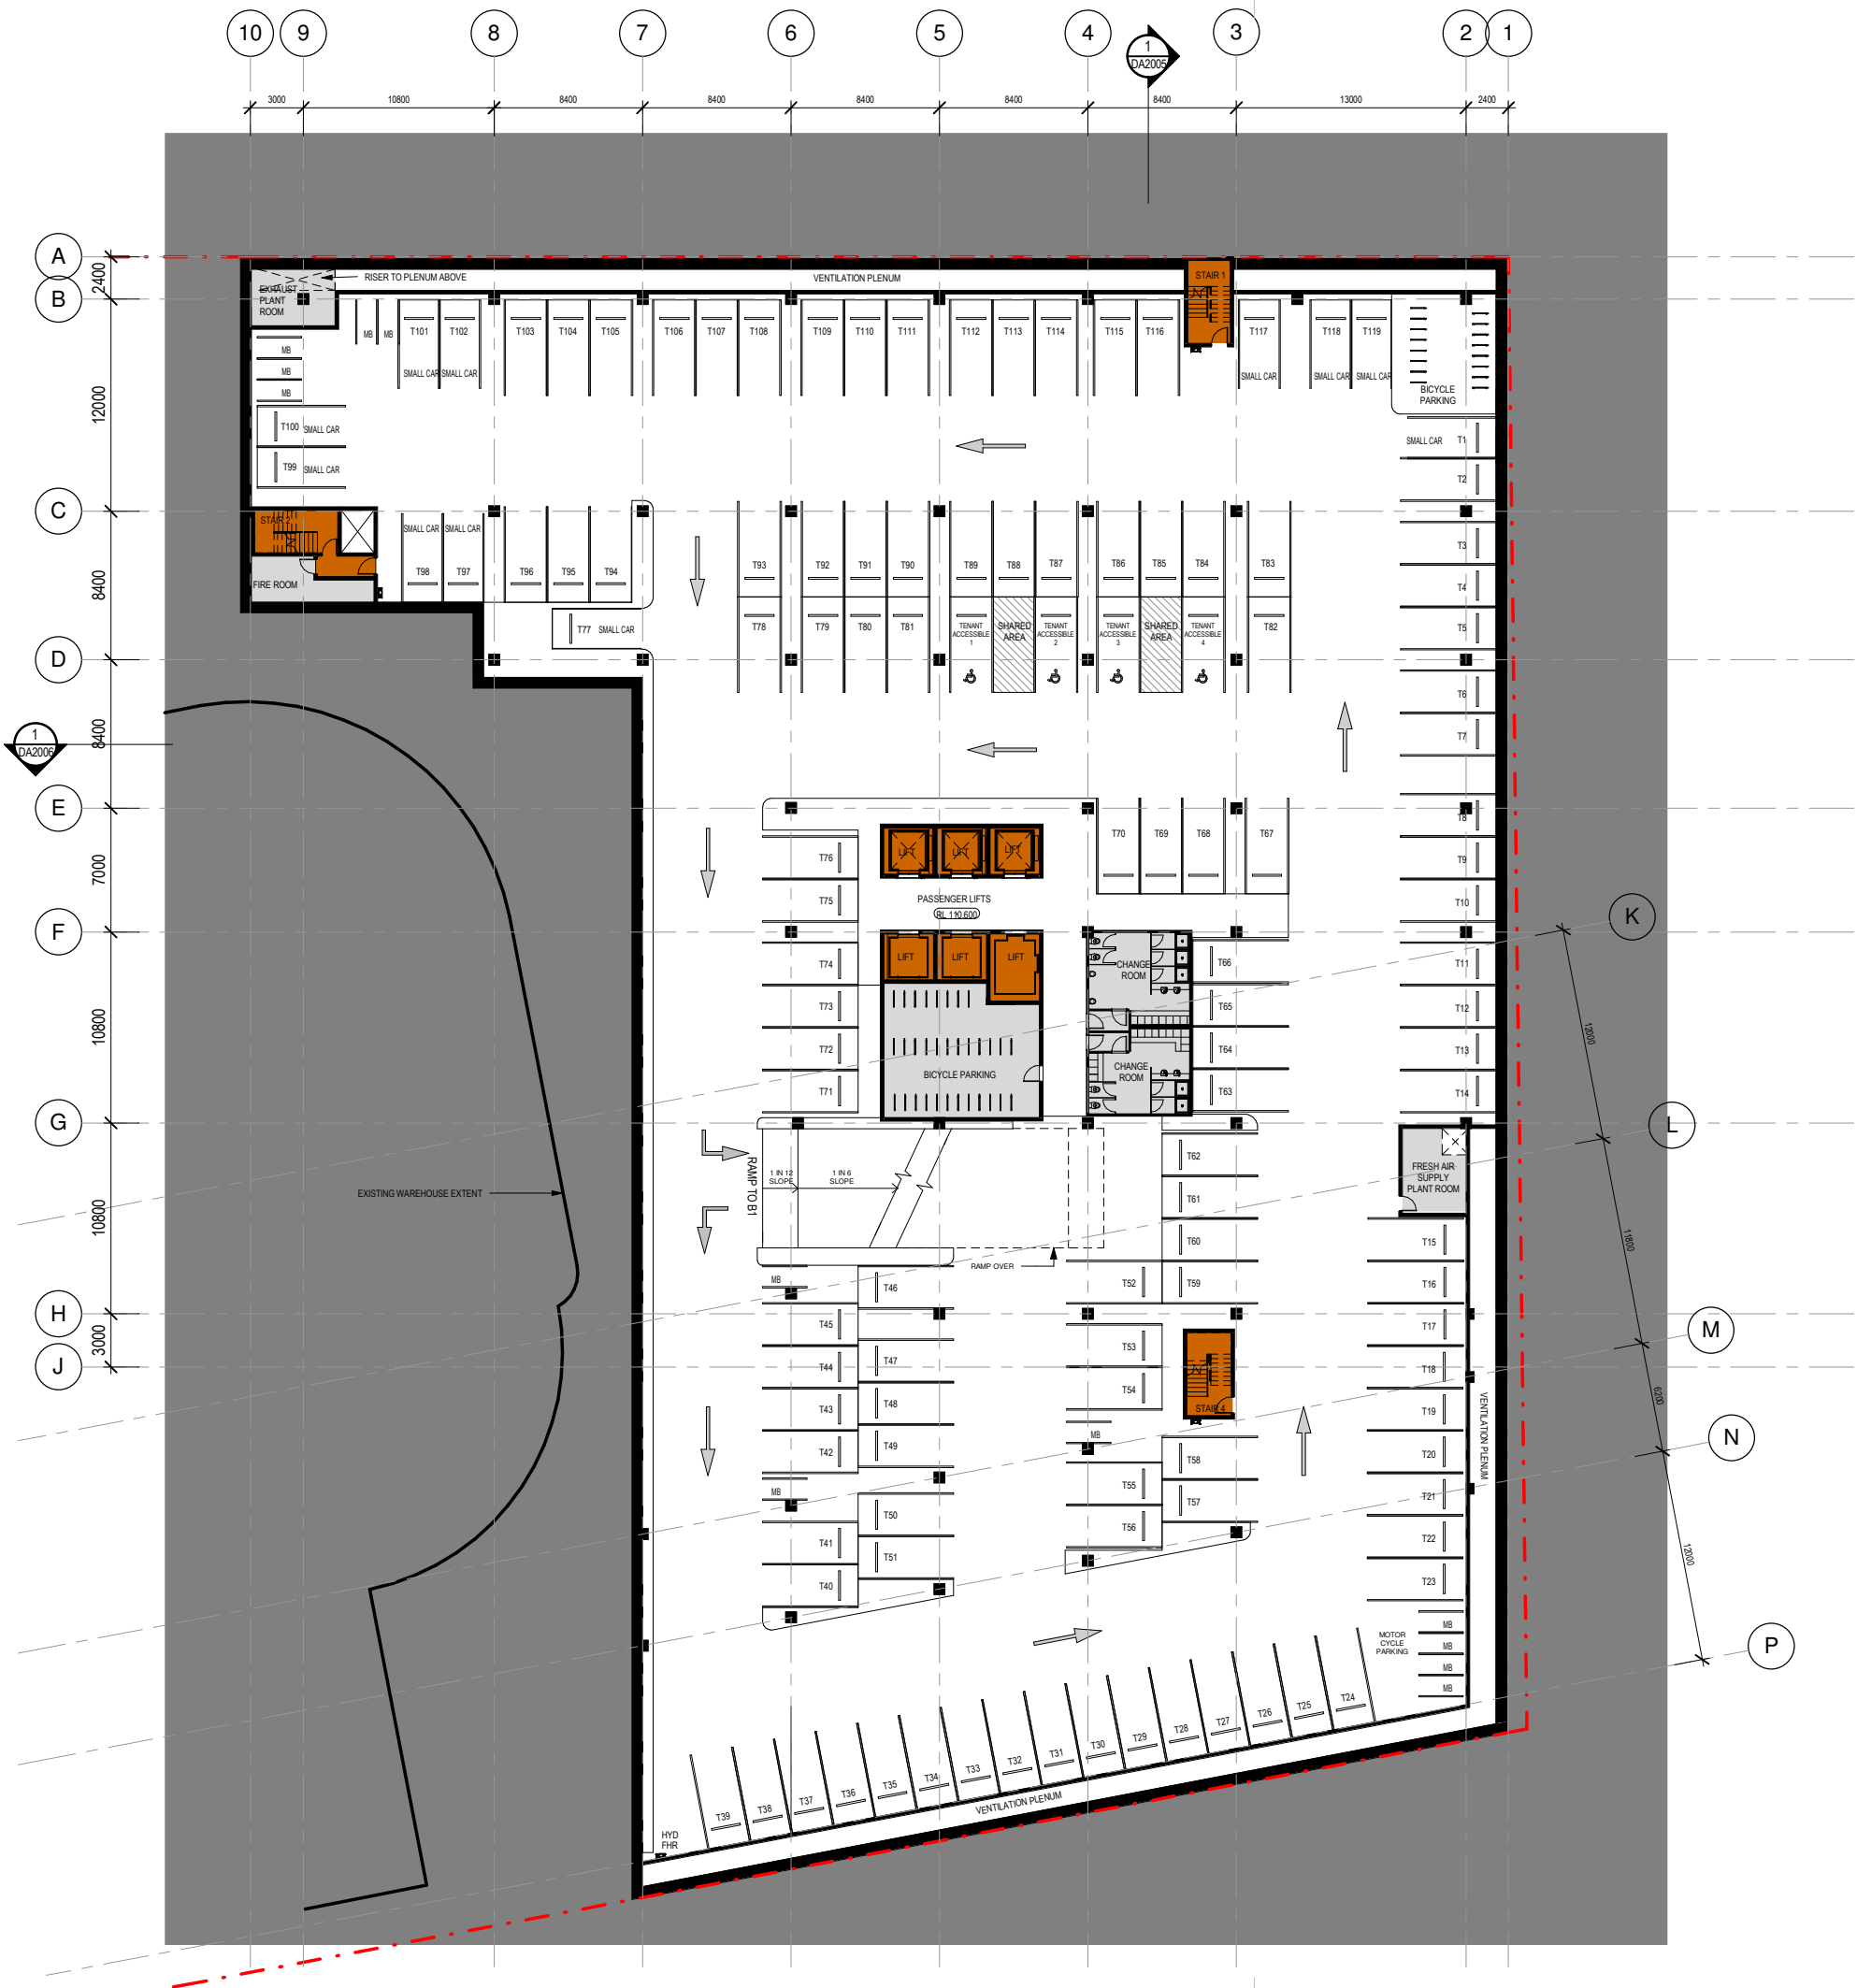 10
9
8
7
6
5
4
3
2
1
1
DA2005
3000
10800
8400
8400
8400
8400
8400
13000
2400
A
B
C
D
E
F
G
H
J
2400
12000
8400
8400
7000
10800
10800
3000
1
DA2006
K
L
M
N
P
12000
11800
6200
12000
RISER TO PLENUM ABOVE
VENTILATION PLENUM
STAIR 1
EXHAUST
PLANT
ROOM
MB
MB
T101
T102
T103
T104
T105
T106
T107
T108
T109
T110
T111
T112
T113
T114
T115
T116
T117
T118
T119
SMALL CAR
SMALL CAR
SMALL CAR
SMALL CAR
SMALL CAR
BICYCLE
PARKING
MB
MB
MB
T100
SMALL CAR
T99
SMALL CAR
SMALL CAR
T1
T2
T3
T4
T5
T6
T7
T8
T9
T10
T11
T12
T13
T14
STAIR 2
FIRE ROOM
SMALL CAR
SMALL CAR
T98
T97
T96
T95
T94
T77
SMALL CAR
T93
T92
T91
T90
T89
T88
T87
T86
T85
T84
T83
T78
T79
T80
T81
TENANT
ACCESSIBLE
1
SHARED
AREA
TENANT
ACCESSIBLE
2
TENANT
ACCESSIBLE
3
SHARED
AREA
TENANT
ACCESSIBLE
4
T82
T76
T75
T74
T73
T72
T71
LIFT
LIFT
LIFT
PASSENGER LIFTS
RL 110.600
LIFT
LIFT
LIFT
BICYCLE PARKING
T70
T69
T68
T67
CHANGE
ROOM
CHANGE
ROOM
T66
T65
T64
T63
RAMP TO B1
1 IN 12
SLOPE
1 IN 6
SLOPE
RAMP OVER
EXISTING WAREHOUSE EXTENT
FRESH AIR
SUPPLY
PLANT ROOM
T62
T61
T60
T59
T52
T53
T54
MB
T55
T56
T58
T57
STAIR 4
MB
T46
T45
T44
T43
T42
MB
T41
T40
T47
T48
T49
T50
T51
T15
T16
T17
T18
T19
T20
T21
T22
T23
VENTILATION PLENUM
MOTOR
CYCLE
PARKING
MB
MB
MB
MB
T39
T38
T37
T36
T35
T34
T33
T32
T31
T30
T29
T28
T27
T26
T25
T24
VENTILATION PLENUM
HYD
FHR